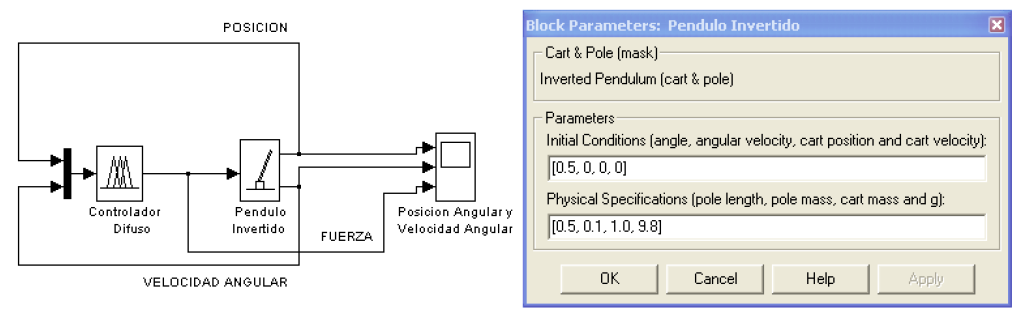 POSICION
Controlador
Difuso
Pendulo
Invertido
FUERZA
Posicion Angular y
Velocidad Angular
VELOCIDAD ANGULAR
Block Parameters: Pendulo Invertido
Cart & Pole (mask)
Inverted Pendulum (cart & pole)
Parameters
Initial Conditions (angle, angular velocity, cart position and cart velocity):
[0.5, 0, 0, 0]
Physical Specifications (pole length, pole mass, cart mass and g):
[0.5, 0.1, 1.0, 9.8]
OK
Cancel
Help
Apply